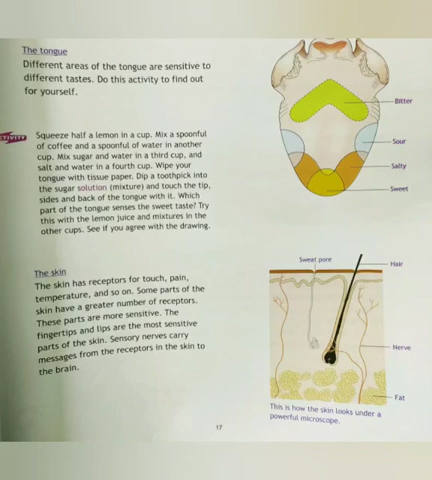 The tongue
Different areas of the tongue are sensitive to
different tastes. Do this activity to find out
for yourself.
Bitter
Sour
Salty
Sweet
CTIVITY
Squeeze half a lemon in a cup. Mix a spoonful
of coffee and a spoonful of water in another
cup. Mix sugar and water in a third cup, and
salt and water in a fourth cup. Wipe your
tongue with tissue paper. Dip a toothpick into
the sugar solution (mixture) and touch the tip,
sides and back of the tongue with it. Which
part of the tongue senses the sweet taste? Try
this with the lemon juice and mixtures in the
other cups. See if you agree with the drawing.
The skin
The skin has receptors for touch, pain,
temperature, and so on. Some parts of the
skin have a greater number of receptors.
These parts are more sensitive. The
fingertips and lips are the most sensitive
parts of the skin. Sensory nerves carry
messages from the receptors in the skin to
the brain.
Sweat pore
Hair
Nerve
Fat
This is how the skin looks under a
powerful microscope.
17